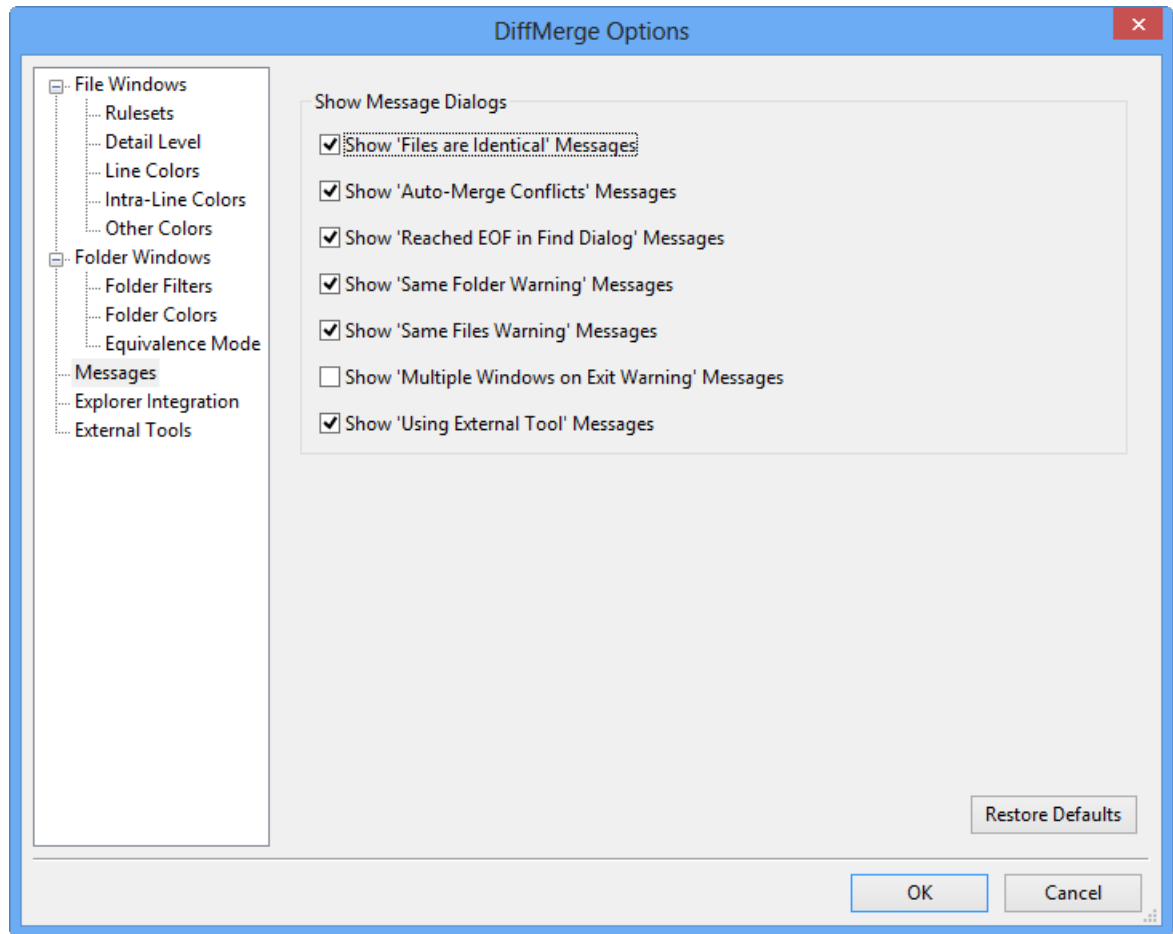 DiffMerge Options
File Windows
Rulesets
Detail Level
Line Colors
Intra-Line Colors
Other Colors
Folder Windows
Folder Filters
Folder Colors
Equivalence Mode
Messages
Explorer Integration
External Tools
Show Message Dialogs
Show 'Files are Identical' Messages
Show 'Auto-Merge Conflicts' Messages
Show 'Reached EOF in Find Dialog' Messages
Show 'Same Folder Warning' Messages
Show 'Same Files Warning' Messages
Show 'Multiple Windows on Exit Warning' Messages
Show 'Using External Tool' Messages
Restore Defaults
OK
Cancel